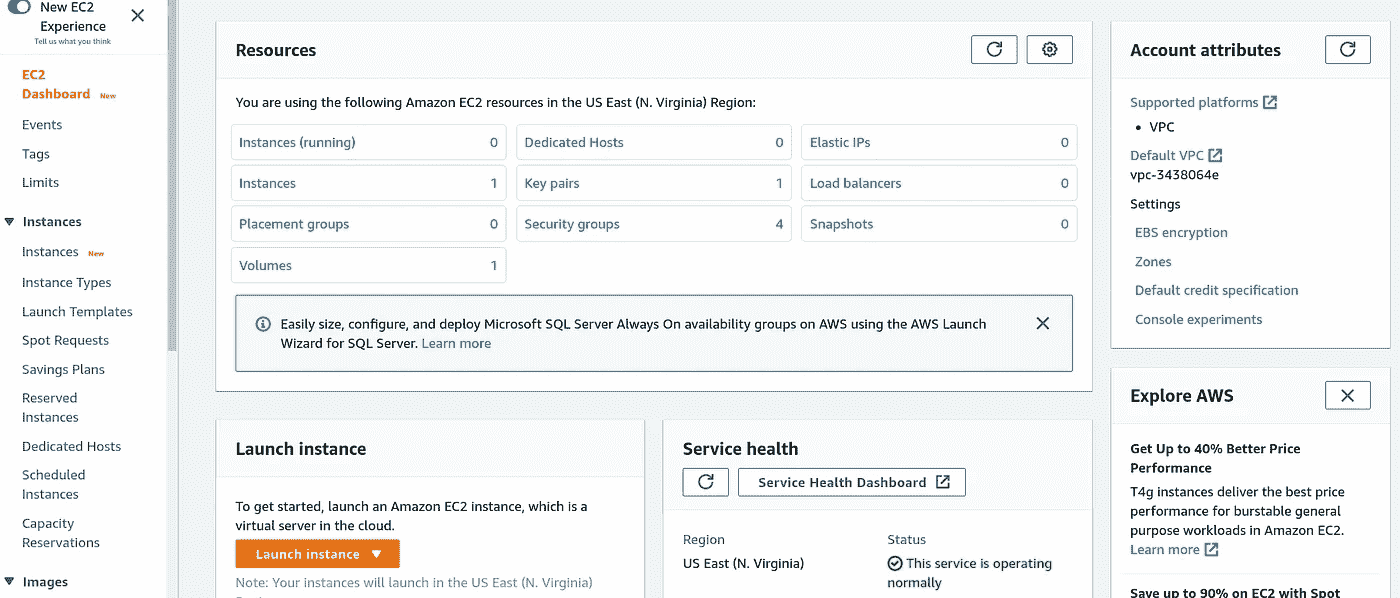 New EC2
Experience
Tell us what you think
EC2
Dashboard New
Events
Tags
Limits
Instances
Instances New
Instance Types
Launch Templates
Spot Requests
Savings Plans
Reserved
Instances
Dedicated Hosts
Scheduled
Instances
Capacity
Reservations
Images
Resources
You are using the following Amazon EC2 resources in the US East (N. Virginia) Region:
Instances (running) 0
Dedicated Hosts 0
Elastic IPs 0
Instances 1
Key pairs 1
Load balancers 0
Placement groups 0
Security groups 4
Snapshots 0
Volumes 1
Easily size, configure, and deploy Microsoft SQL Server Always On availability groups on AWS using the AWS Launch
Wizard for SQL Server. Learn more
Launch instance
To get started, launch an Amazon EC2 instance, which is a
virtual server in the cloud.
Launch instance
Note: Your instances will launch in the US East (N. Virginia)
Service health
Service Health Dashboard
Region
US East (N. Virginia)
Status
This service is operating
normally
Account attributes
Supported platforms
• VPC
Default VPC
vpc-3438064e
Settings
EBS encryption
Zones
Default credit specification
Console experiments
Explore AWS
Get Up to 40% Better Price
Performance
T4g instances deliver the best price
performance for burstable general
purpose workloads in Amazon EC2.
Learn more
Save up to 90% on EC2 with Spot